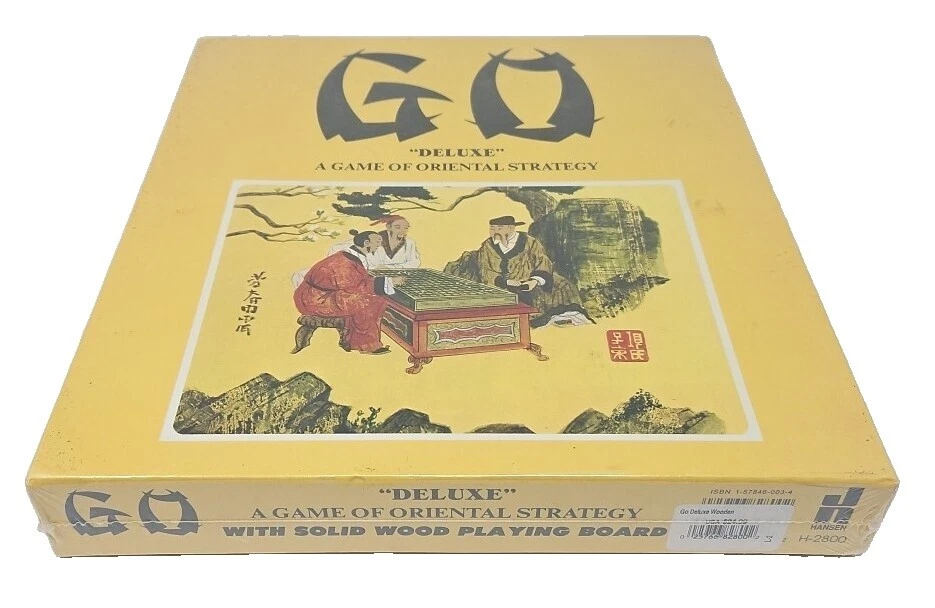 GO
“DELUXE”
A GAME OF ORIENTAL STRATEGY
GO
“DELUXE”
A GAME OF ORIENTAL STRATEGY
WITH SOLID WOOD PLAYING BOARD
ISBN 1-57846-003-4
Go Deluxe Wooden
HANSEN
H-2800